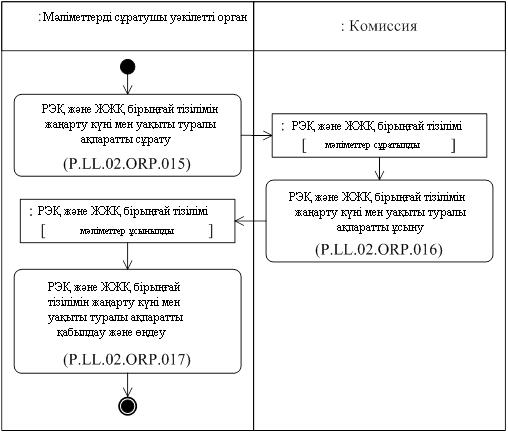 : Мәліметтерді сұратушы уәкілетті орган
: Комиссия
РЭҚ және ЖЖҚ бірыңғай тізілімін
жаңарту күні мен уақыты туралы
ақпаратты сұрату
(P.LL.02.ORP.015)
: РЭҚ және ЖЖҚ бірыңғай тізілімі
[ мәліметтер сұратылды ]
РЭҚ және ЖЖҚ бірыңғай тізілімін
жаңарту күні мен уақыты туралы
ақпаратты ұсыну
(P.LL.02.ORP.016)
: РЭҚ және ЖЖҚ бірыңғай тізілімі
[ мәліметтер ұсынылды ]
РЭҚ және ЖЖҚ бірыңғай
тізілімін жаңарту күні мен
уақыты туралы ақпаратты
қабылдау және өңдеу
(P.LL.02.ORP.017)